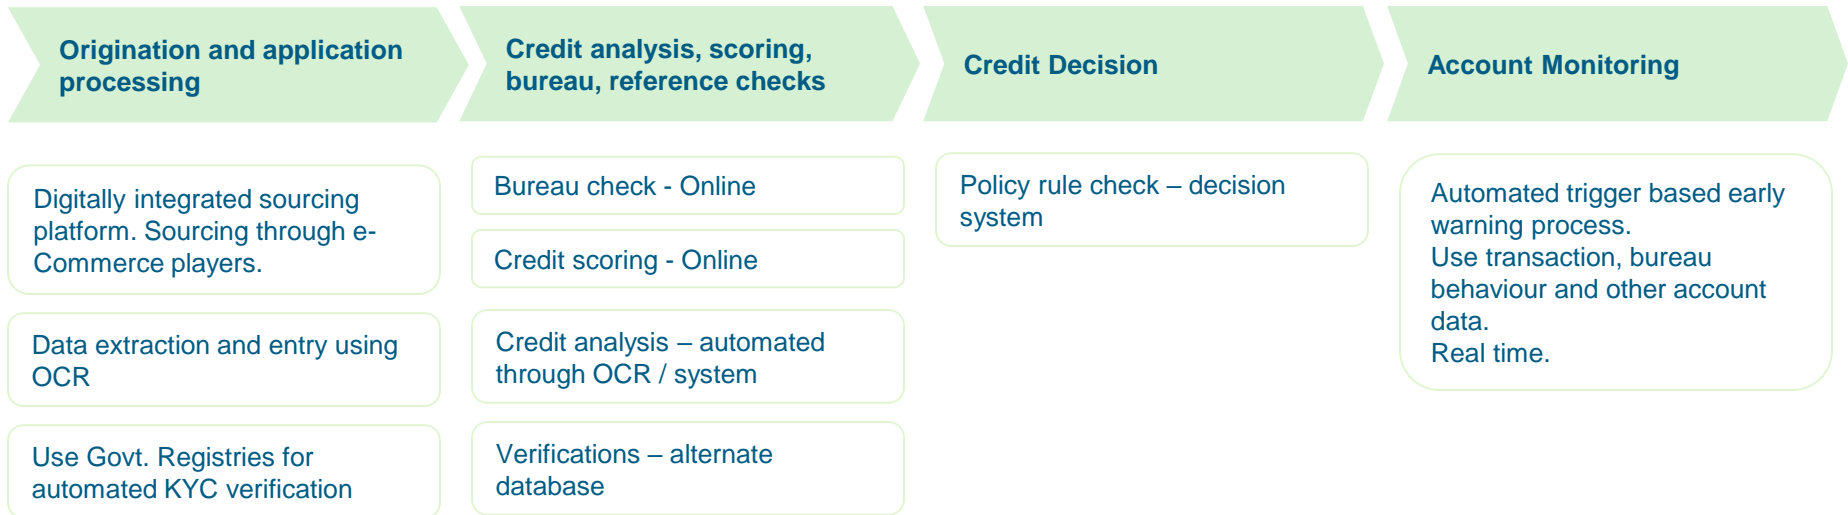 Origination and application
processing
Credit analysis, scoring,
bureau, reference checks
Credit Decision
Account Monitoring
Digitally integrated sourcing
platform. Sourcing through e-
Commerce players.
Data extraction and entry using
OCR
Use Govt. Registries for
automated KYC verification
Bureau check - Online
Credit scoring - Online
Credit analysis – automated
through OCR / system
Verifications – alternate
database
Policy rule check – decision
system
Automated trigger based early
warning process.
Use transaction, bureau
behaviour and other account
data.
Real time.